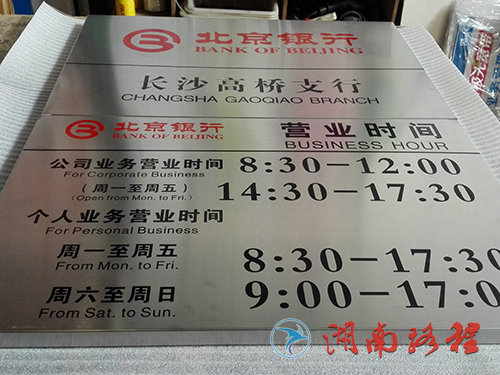 北京银行
BANK OF BEIJING
长沙高桥支行
CHANGSHA GAOQIAO BRANCH
北京银行 营业时间
BANK OF BEIJING BUSINESS HOUR
公司业务营业时间 8:30-12:00
For Corporate Business
(周一至周五) 14:30-17:30
(Open from Mon. to Fri.)
个人业务营业时间
For Personal Business
周一至周五 8:30-17:30
From Mon. to Fri.
周六至周日 9:00-17:0
From Sat. to Sun.
湖南路程